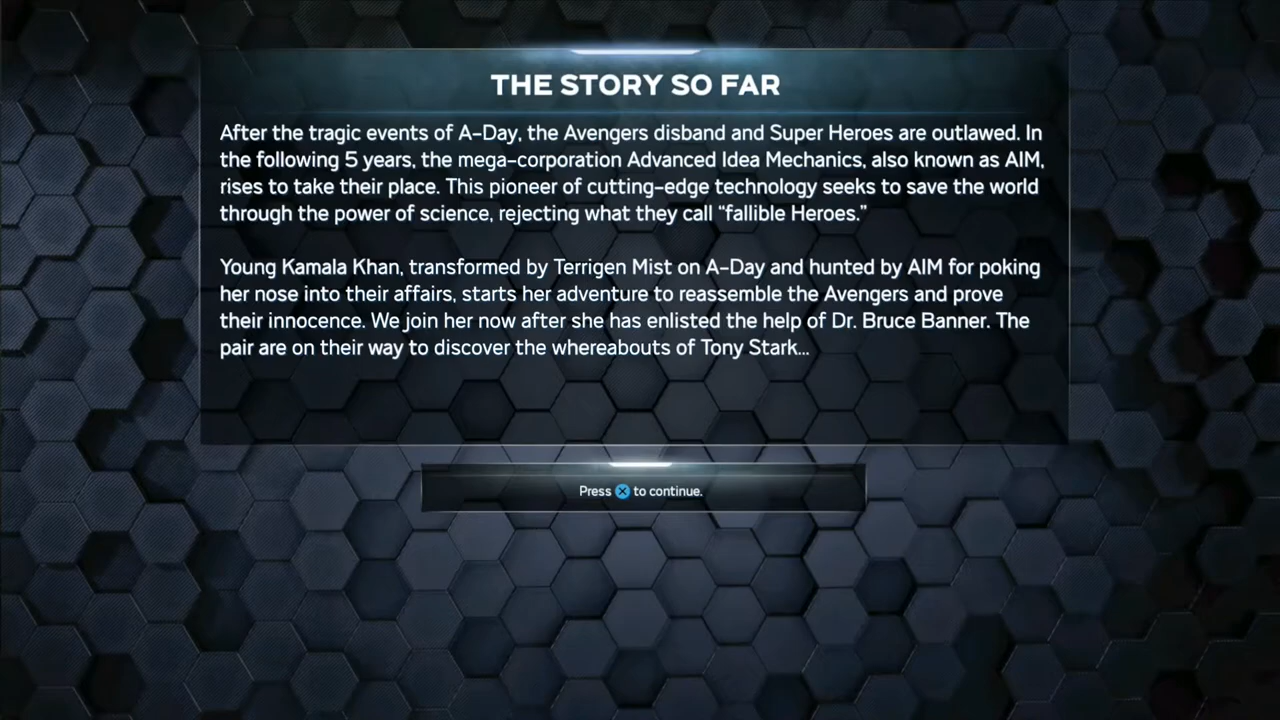 THE STORY SO FAR
After the tragic events of A-Day, the Avengers disband and Super Heroes are outlawed. In
the following 5 years, the mega-corporation Advanced Idea Mechanics, also known as AIM,
rises to take their place. This pioneer of cutting-edge technology seeks to save the world
through the power of science, rejecting what they call “fallible Heroes.”
Young Kamala Khan, transformed by Terrigen Mist on A-Day and hunted by AIM for poking
her nose into their affairs, starts her adventure to reassemble the Avengers and prove
their innocence. We join her now after she has enlisted the help of Dr. Bruce Banner. The
pair are on their way to discover the whereabouts of Tony Stark...
Press ⓧ to continue.